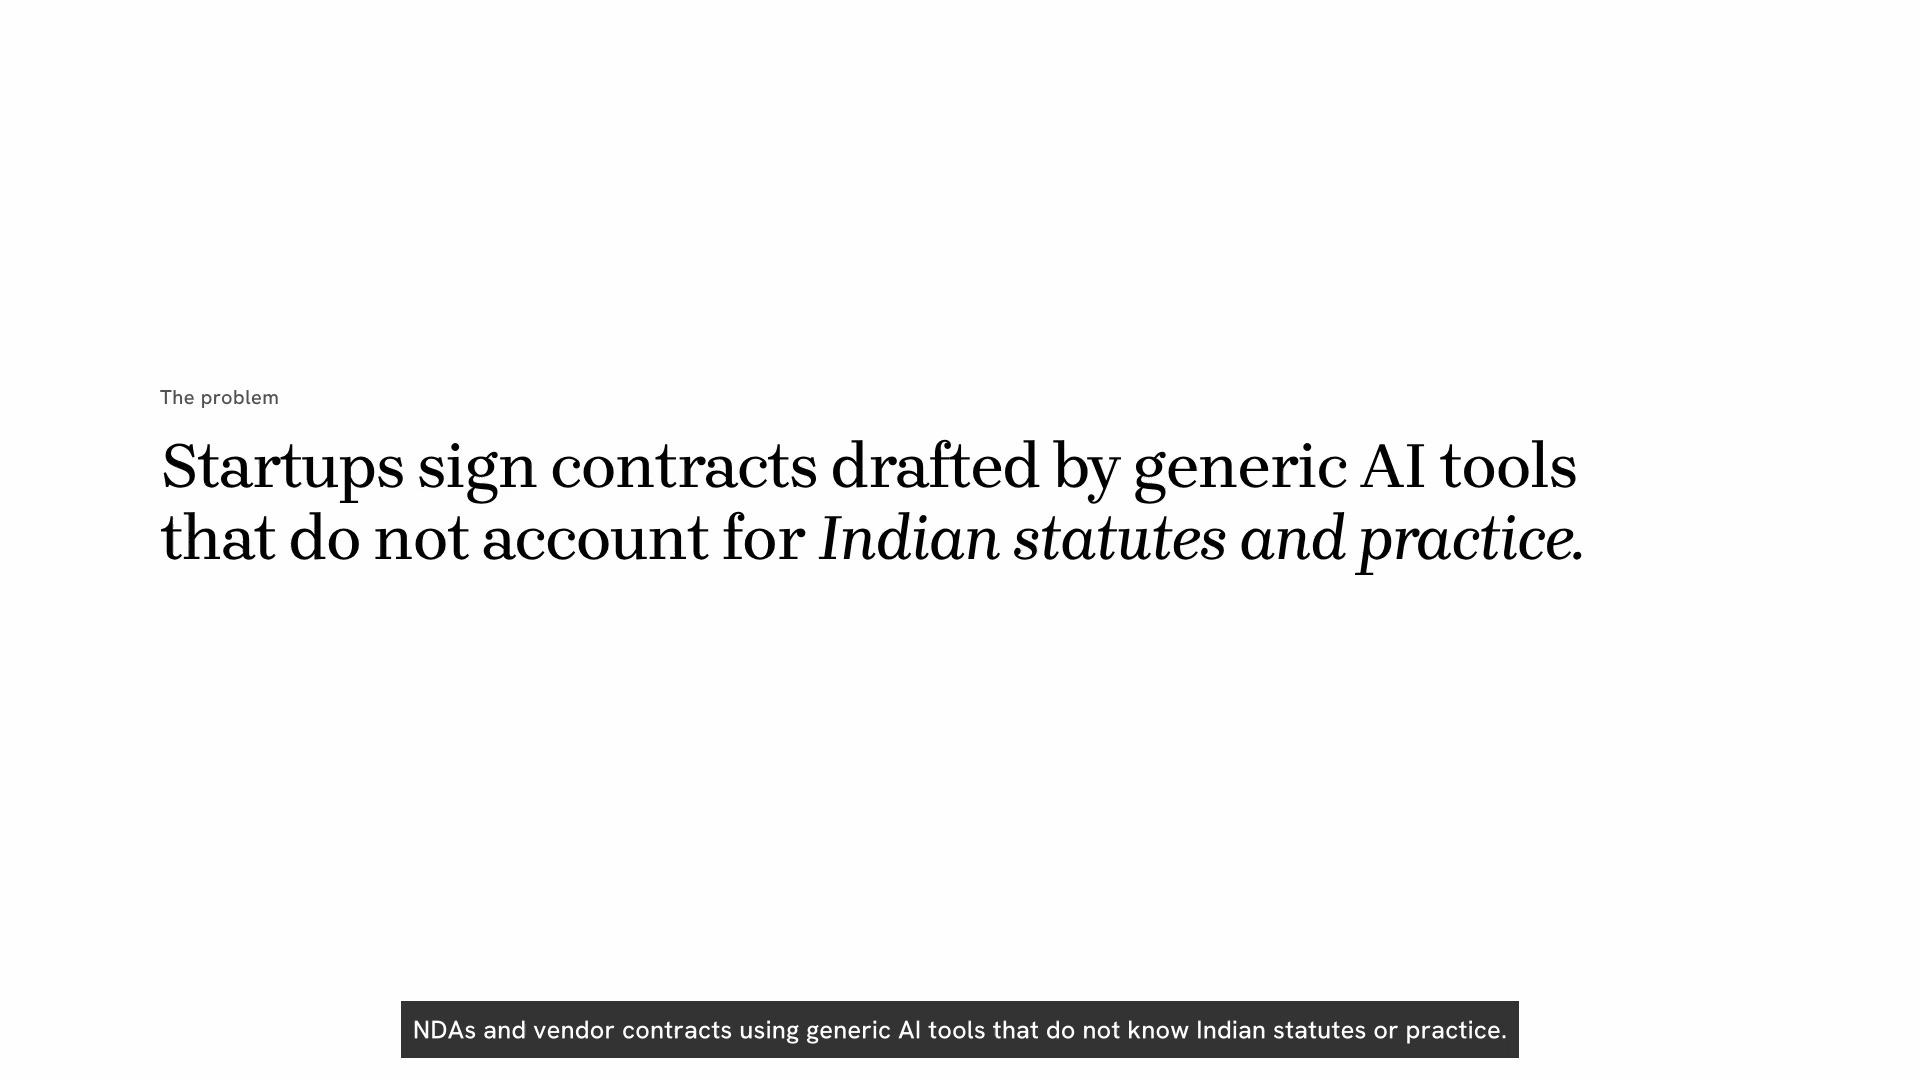 The problem
Startups sign contracts drafted by generic AI tools
that do not account for Indian statutes and practice.
NDAs and vendor contracts using generic AI tools that do not know Indian statutes or practice.